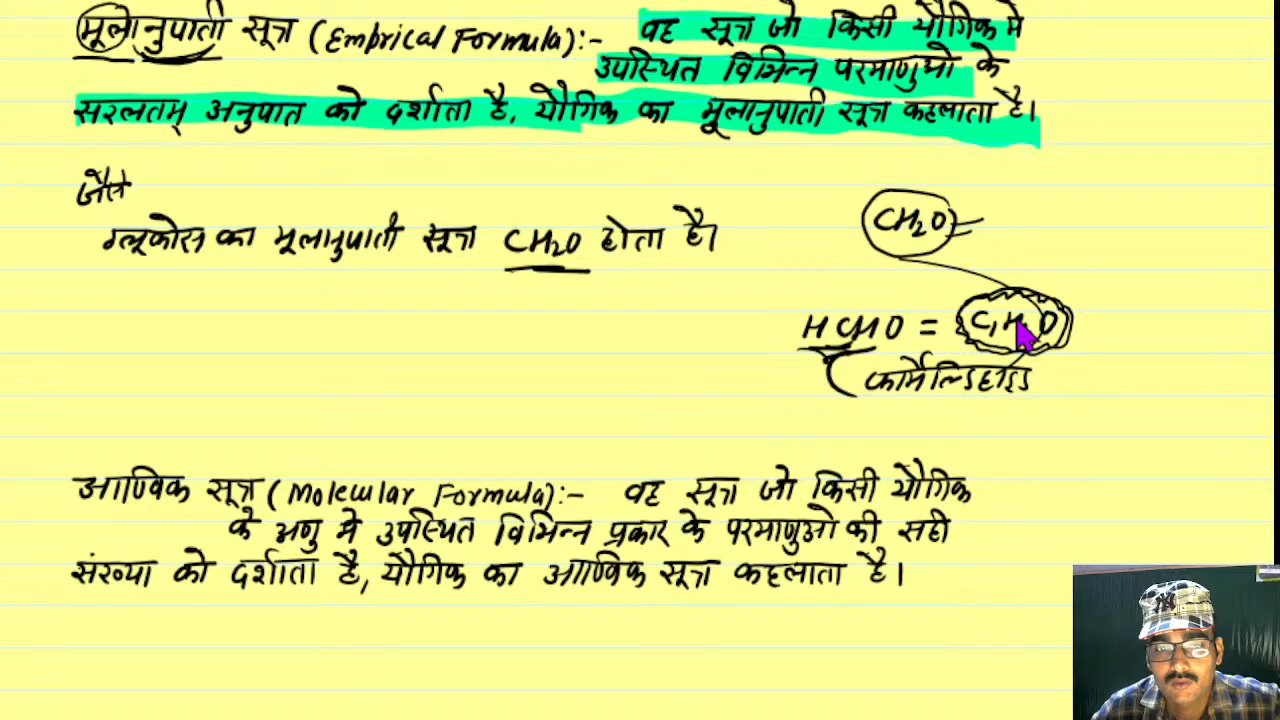 मूलानुपाती सूत्र (Embrical Formula):- वह सूत्र जो किसी यौगिक मे
उपस्थित विभिन्न परमाणुओ के
सरलतम् अनुपात को दर्शाता है, यौगिक का मूलानुपाती सूत्र कहलाता है।
जैसे
ग्लूकोस का मूलानुपाती सूत्र CH2O होता है।
CH2O
HCHO = C1H2O
फार्मेल्डिहाइड
आण्विक सूत्र (Molecular Formula):- वह सूत्र जो किसी यौगिक
के अणु मे उपस्थित विभिन्न प्रकार के परमाणुओ की सही
संख्या को दर्शाता है, यौगिक का आण्विक सूत्र कहलाता है।